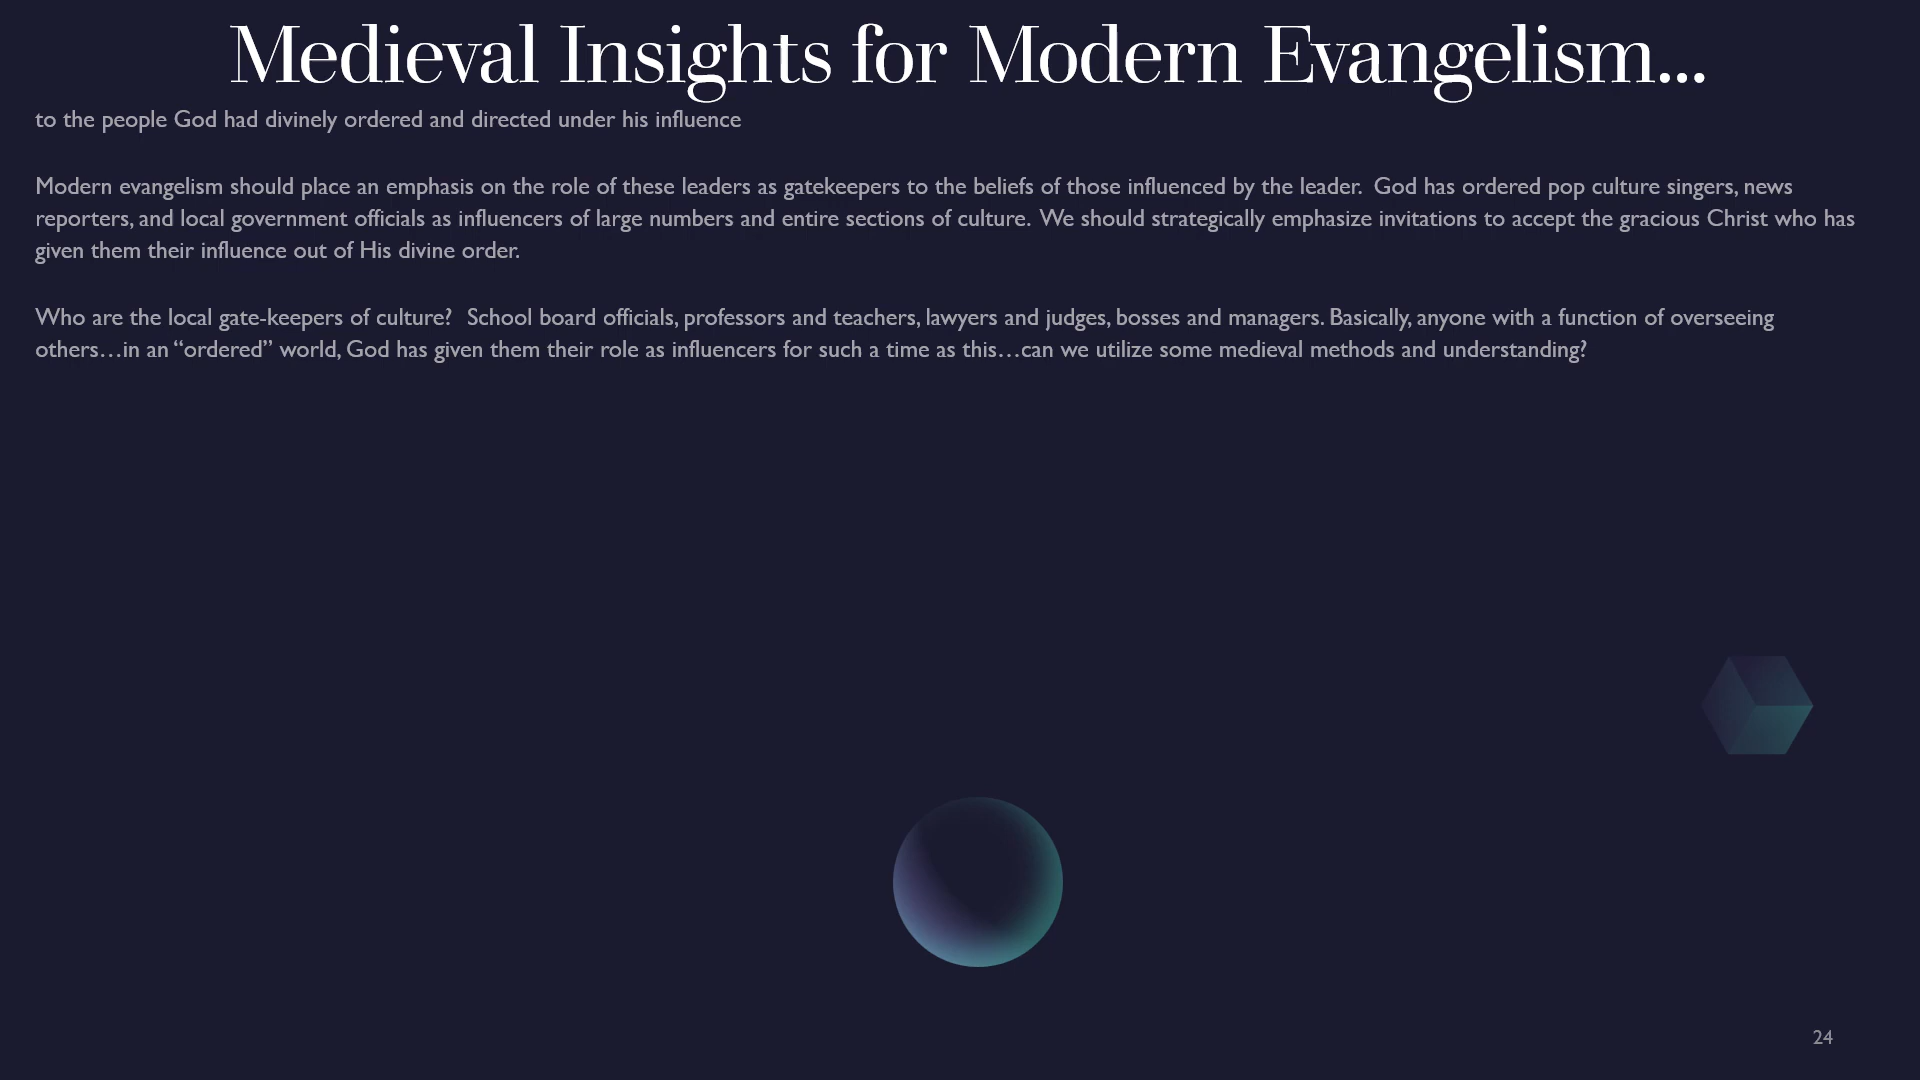 Medieval Insights for Modern Evangelism...
to the people God had divinely ordered and directed under his influence
Modern evangelism should place an emphasis on the role of these leaders as gatekeepers to the beliefs of those influenced by the leader.  God has ordered pop culture singers, news
reporters, and local government officials as influencers of large numbers and entire sections of culture.  We should strategically emphasize invitations to accept the gracious Christ who has
given them their influence out of His divine order.
Who are the local gate-keepers of culture?  School board officials, professors and teachers, lawyers and judges, bosses and managers. Basically, anyone with a function of overseeing
others…in an “ordered” world, God has given them their role as influencers for such a time as this…can we utilize some medieval methods and understanding?
24